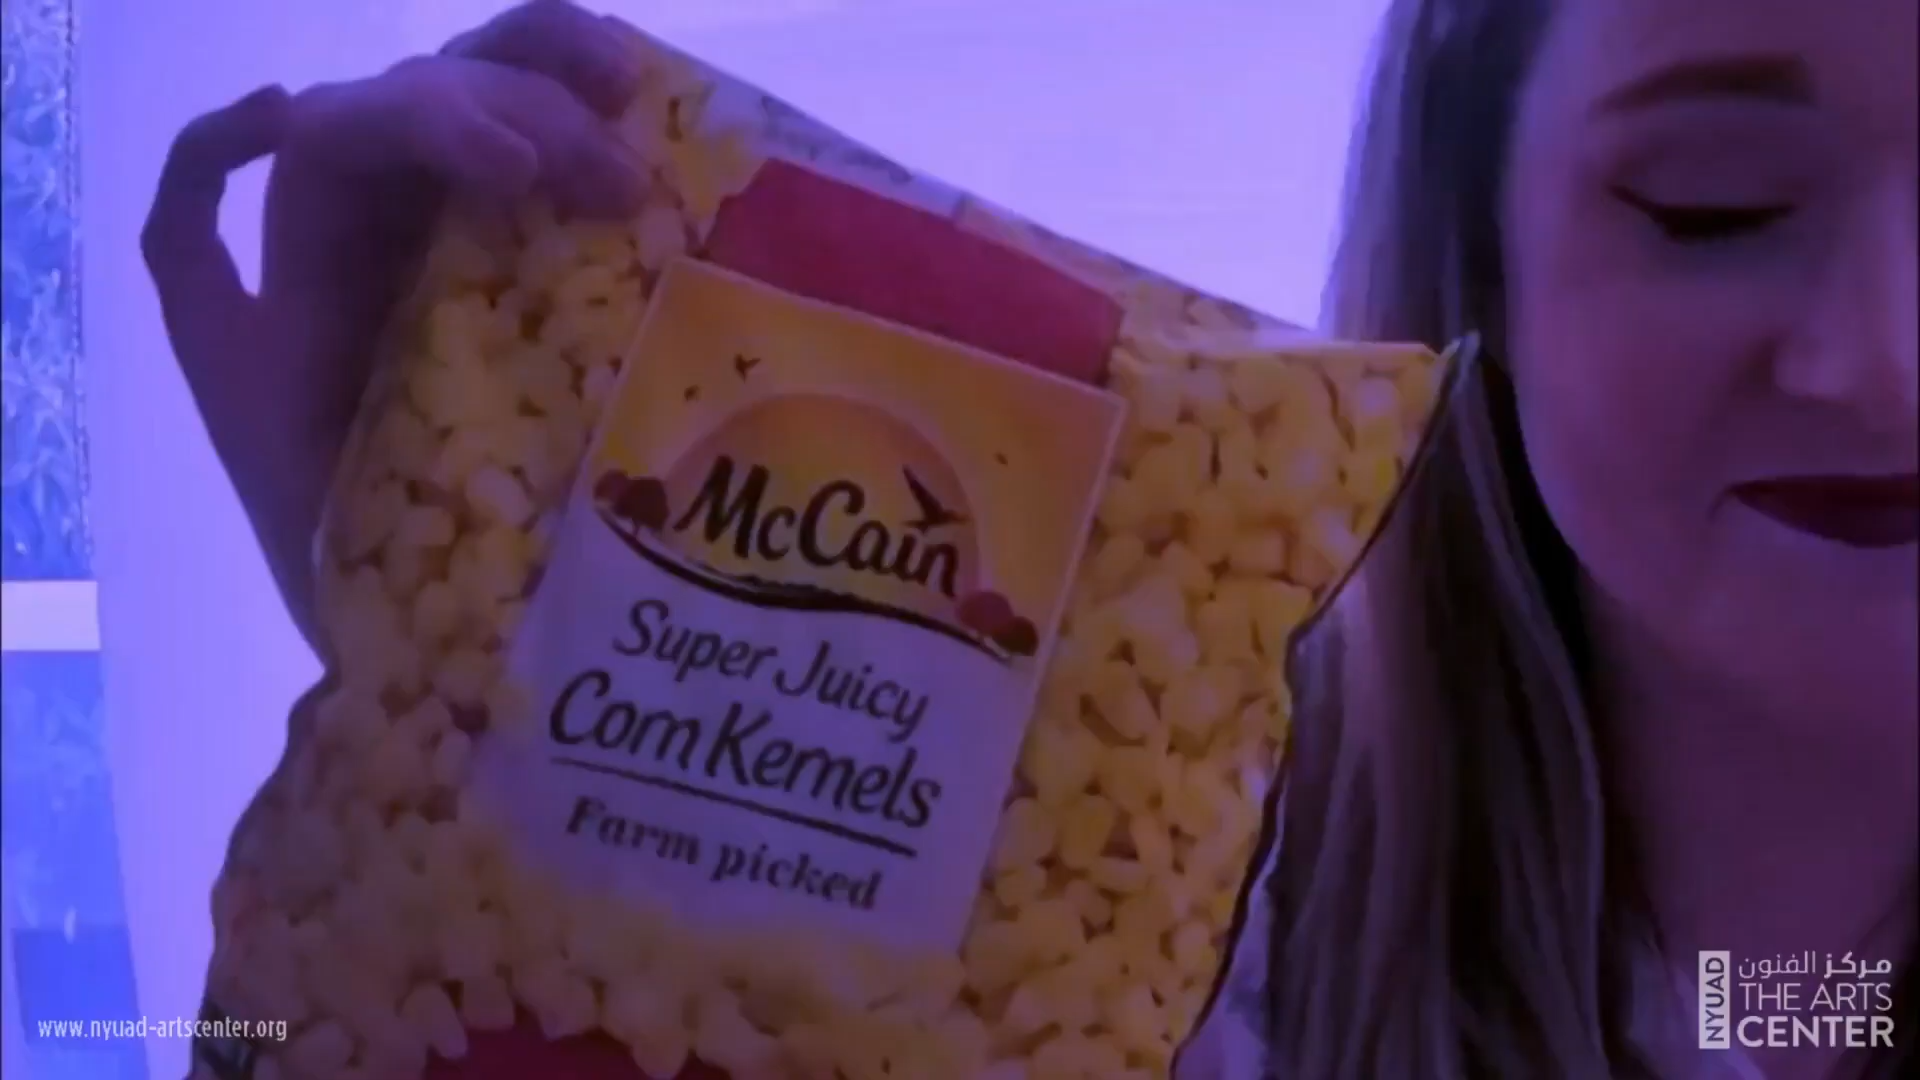 McCain
Super Juicy
Corn Kernels
Farm picked
www.nyuad-artscenter.org
NYUAD
مركز الفنون
THE ARTS
CENTER